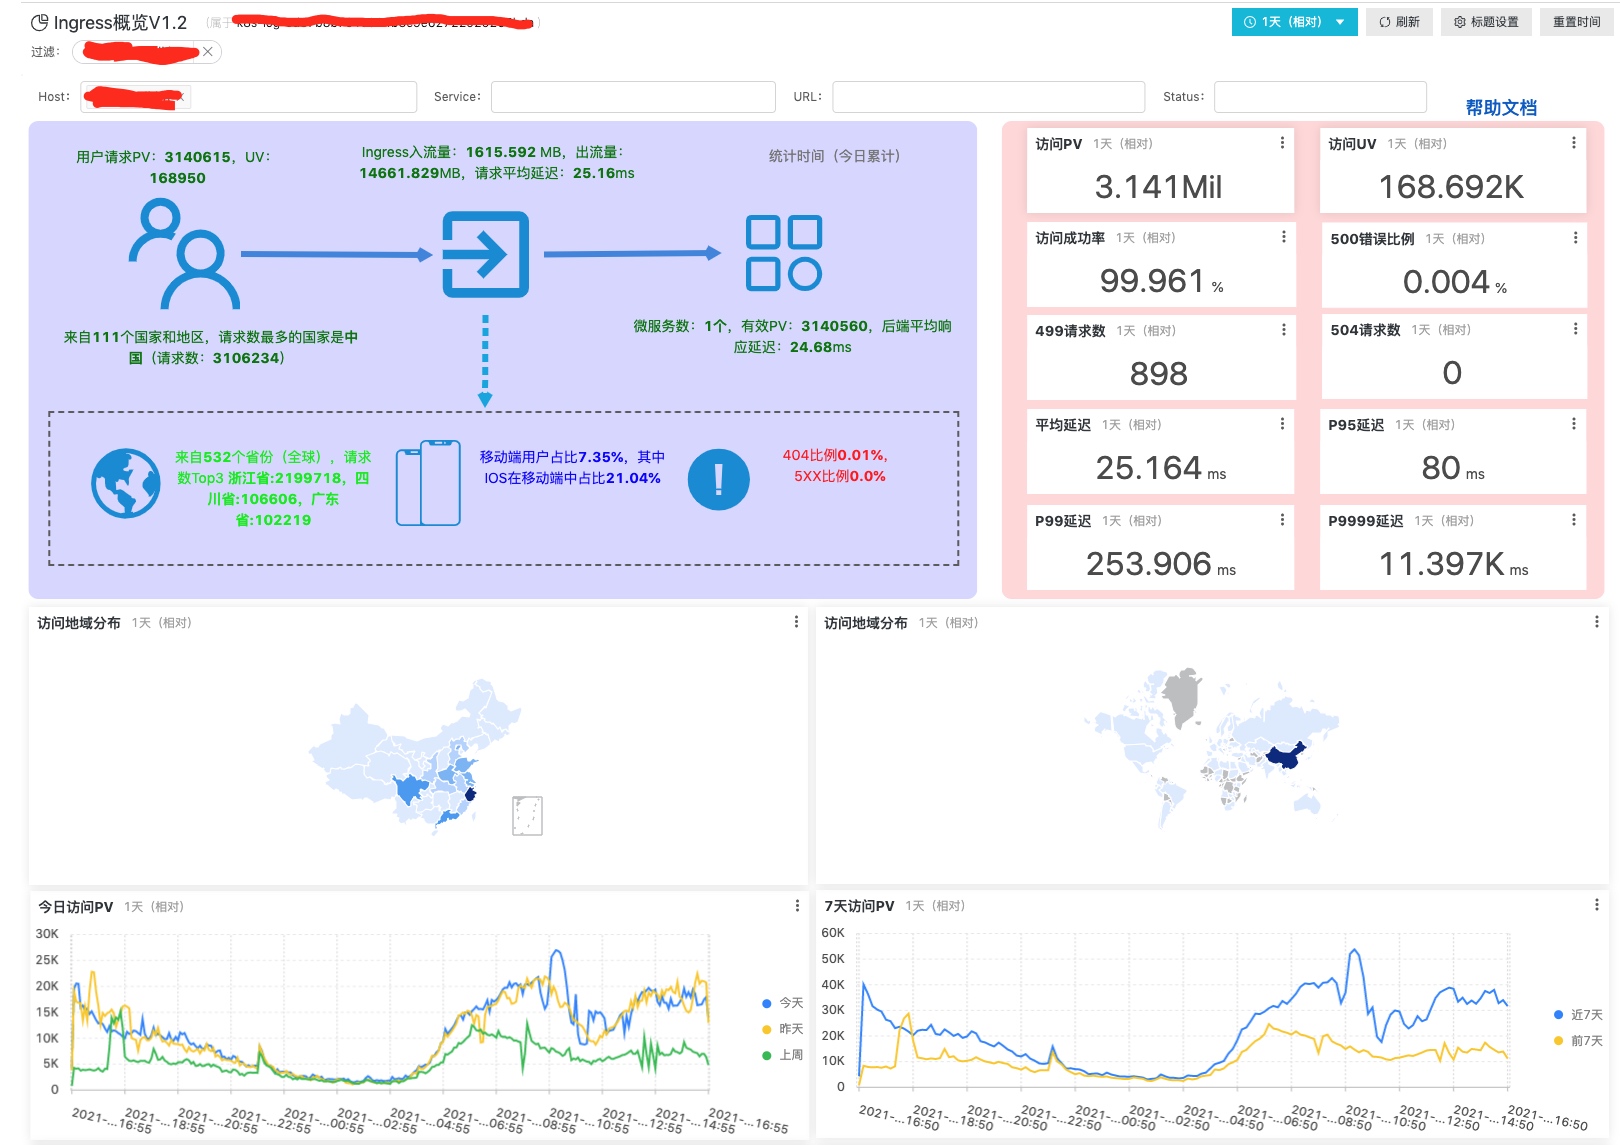 Ingress概览V1.2
（属于
1天（相对）
刷新
标题设置
重置时间
过滤：
Host：
Service：
URL：
Status：
帮助文档
用户请求PV：3140615，UV：
168950
Ingress入流量：1615.592 MB，出流量：
14661.829MB，请求平均延迟：25.16ms
统计时间（今日累计）
来自111个国家和地区，请求数最多的国家是中
国（请求数：3106234）
微服务数：1个，有效PV：3140560，后端平均响
应延迟：24.68ms
来自532个省份（全球），请求
数Top3 浙江省:2199718，四
川省:106606，广东
省:102219
移动端用户占比7.35%，其中
IOS在移动端中占比21.04%
404比例0.01%，
5XX比例0.0%
访问PV 1天（相对）
3.141Mil
访问UV 1天（相对）
168.692K
访问成功率 1天（相对）
99.961 %
500错误比例 1天（相对）
0.004 %
499请求数 1天（相对）
898
504请求数 1天（相对）
0
平均延迟 1天（相对）
25.164 ms
P95延迟 1天（相对）
80 ms
P99延迟 1天（相对）
253.906 ms
P9999延迟 1天（相对）
11.397K ms
访问地域分布 1天（相对）
访问地域分布 1天（相对）
今日访问PV 1天（相对）
30K
25K
20K
15K
10K
5K
0
2021-...16:55
2021-...18:55
2021-...20:55
2021-...22:55
2021-...00:55
2021-...02:55
2021-...04:55
2021-...06:55
2021-...08:55
2021-...10:55
2021-...12:55
2021-...14:55
2021-...16:55
今天
昨天
上周
7天访问PV 1天（相对）
60K
50K
40K
30K
20K
10K
0
2021-...16:50
2021-...18:50
2021-...20:50
2021-...22:50
2021-...00:50
2021-...02:50
2021-...04:50
2021-...06:50
2021-...08:50
2021-...10:50
2021-...12:50
2021-...14:50
2021-...16:50
近7天
前7天